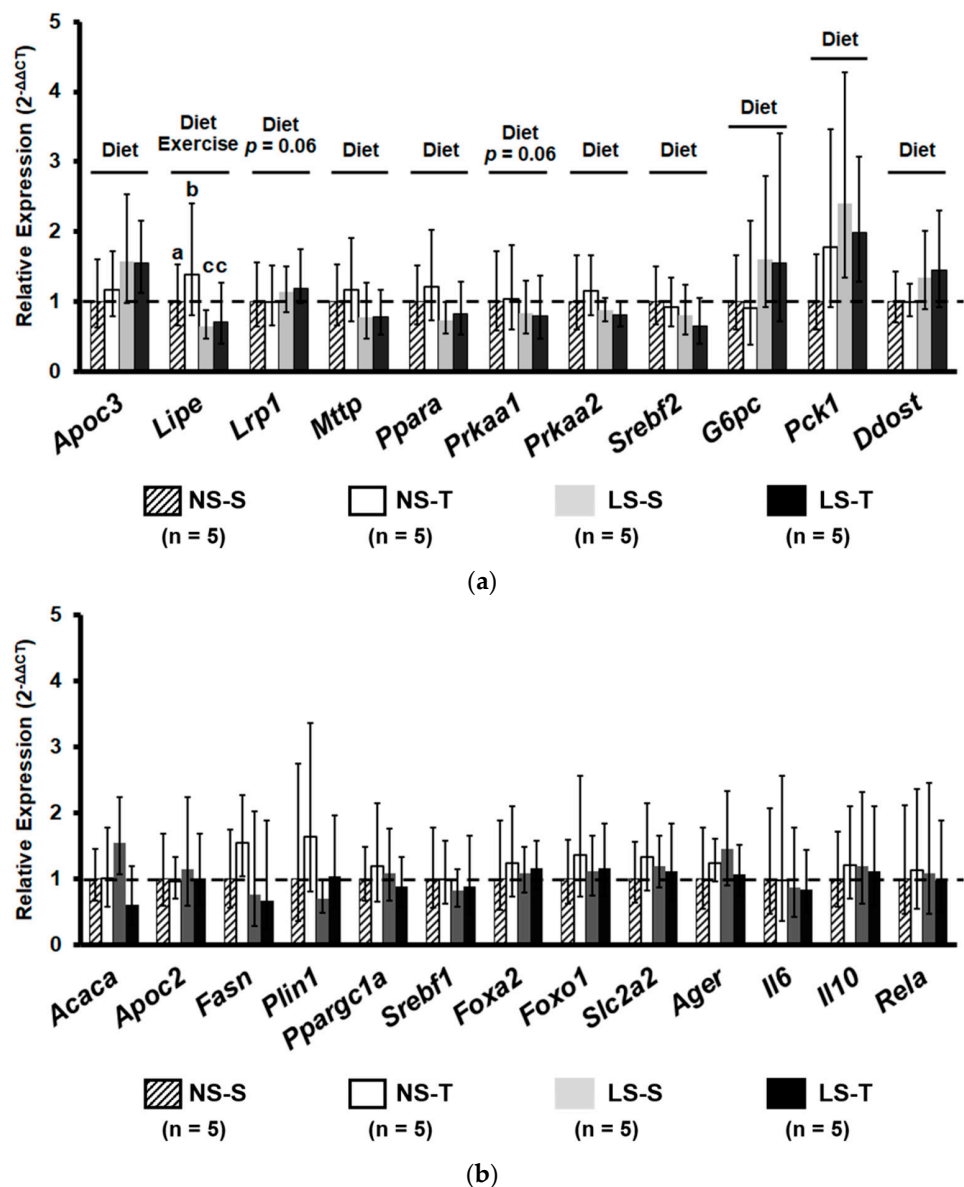 5
4
3
2
1
0
Relative Expression (2^-ΔΔCT)
Diet
Diet
Exercise
Diet
p = 0.06
Diet
Diet
Diet
p = 0.06
Diet
Diet
Diet
Diet
Diet
a
b
cc
Apoc3
Lipe
Lrp1
Mttp
Ppara
Prkaa1
Prkaa2
Srebf2
G6pc
Pck1
Ddost
NS-S NS-T LS-S LS-T
(n = 5) (n = 5) (n = 5) (n = 5)
(a)
5
4
3
2
1
0
Relative Expression (2^-ΔΔCT)
Acaca
Apoc2
Fasn
Plin1
Ppargc1a
Srebf1
Foxa2
Foxo1
Slc2a2
Ager
Il6
Il10
Rela
NS-S NS-T LS-S LS-T
(n = 5) (n = 5) (n = 5) (n = 5)
(b)